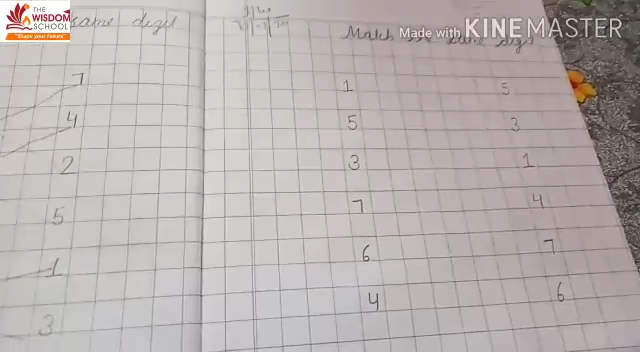 THE
WISDOM
SCHOOL
"Shape your Future"
Made with KINEMASTER
same digit
Match the same digit
7
4
2
5
1
3
1 5
5 3
3 1
7 4
6 7
4 6